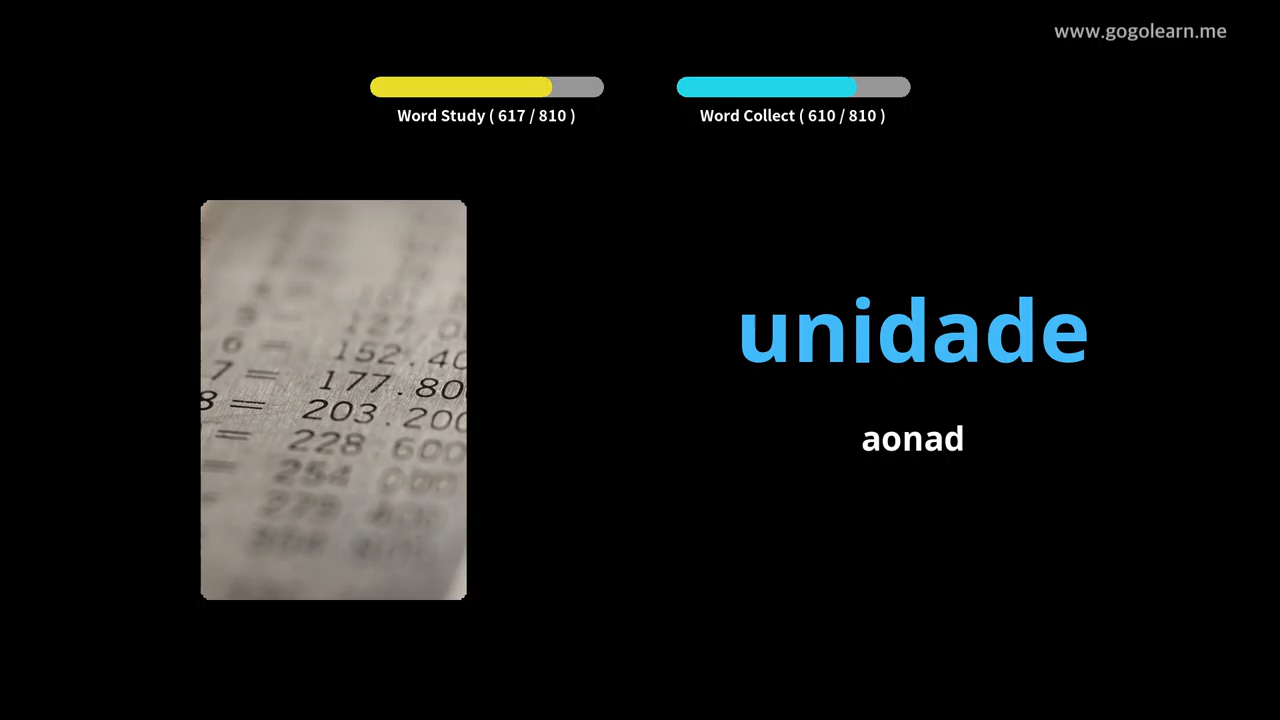 www.gogolearn.me
Word Study ( 617 / 810 )
Word Collect ( 610 / 810 )
unidade
aonad
6 = 152.40
7 = 177.80
8 = 203.200
= 228.600
254